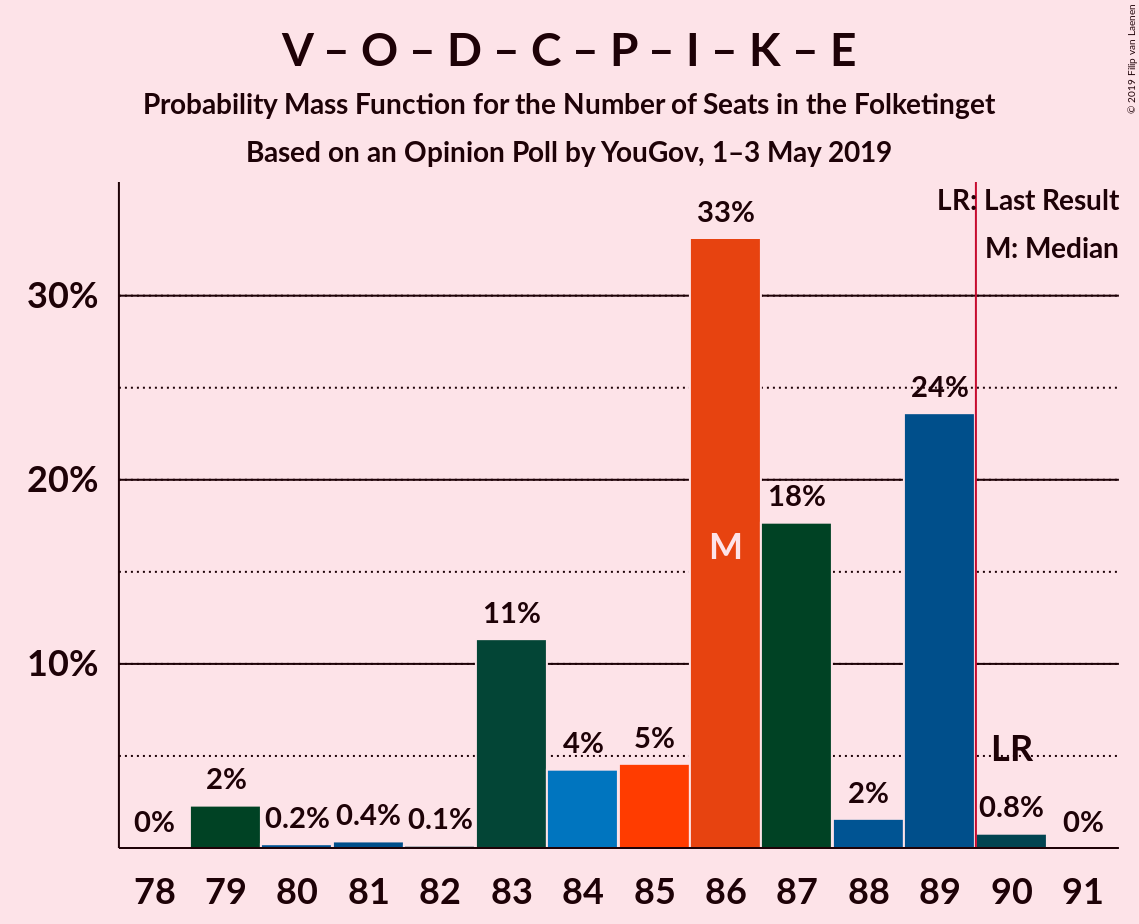 V – O – D – C – P – I – K – E
Probability Mass Function for the Number of Seats in the Folketinget
Based on an Opinion Poll by YouGov, 1–3 May 2019
© 2019 Filip van Laenen
LR: Last Result
M: Median
30%
20%
10%
0%
2%
0.2%
0.4%
0.1%
11%
4%
5%
33%
M
18%
2%
24%
LR
0.8%
0%
78 79 80 81 82 83 84 85 86 87 88 89 90 91